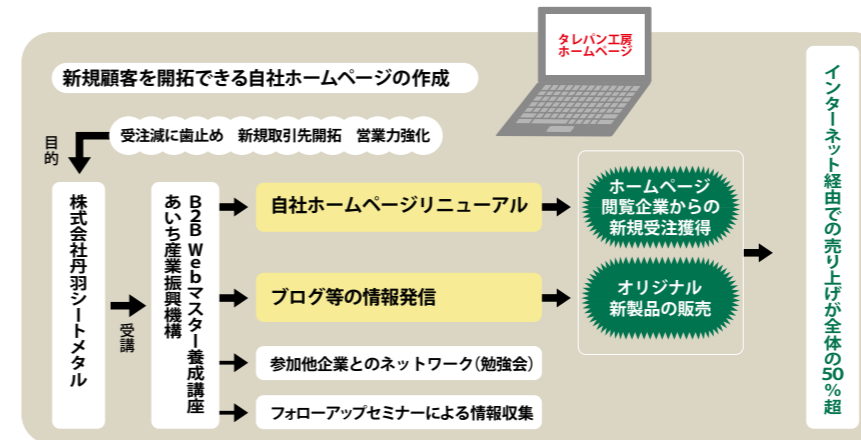 タレパン工房
ホームページ
新規顧客を開拓できる自社ホームページの作成
目的
受注減に歯止め　新規取引先開拓　営業力強化
株式会社丹羽シートメタル
受講
あいち産業振興機構
B2B Webマスター養成講座
自社ホームページリニューアル
ブログ等の情報発信
参加他企業とのネットワーク(勉強会)
フォローアップセミナーによる情報収集
ホームページ
閲覧企業からの
新規受注獲得
オリジナル
新製品の販売
インターネット経由での売り上げが全体の50%超